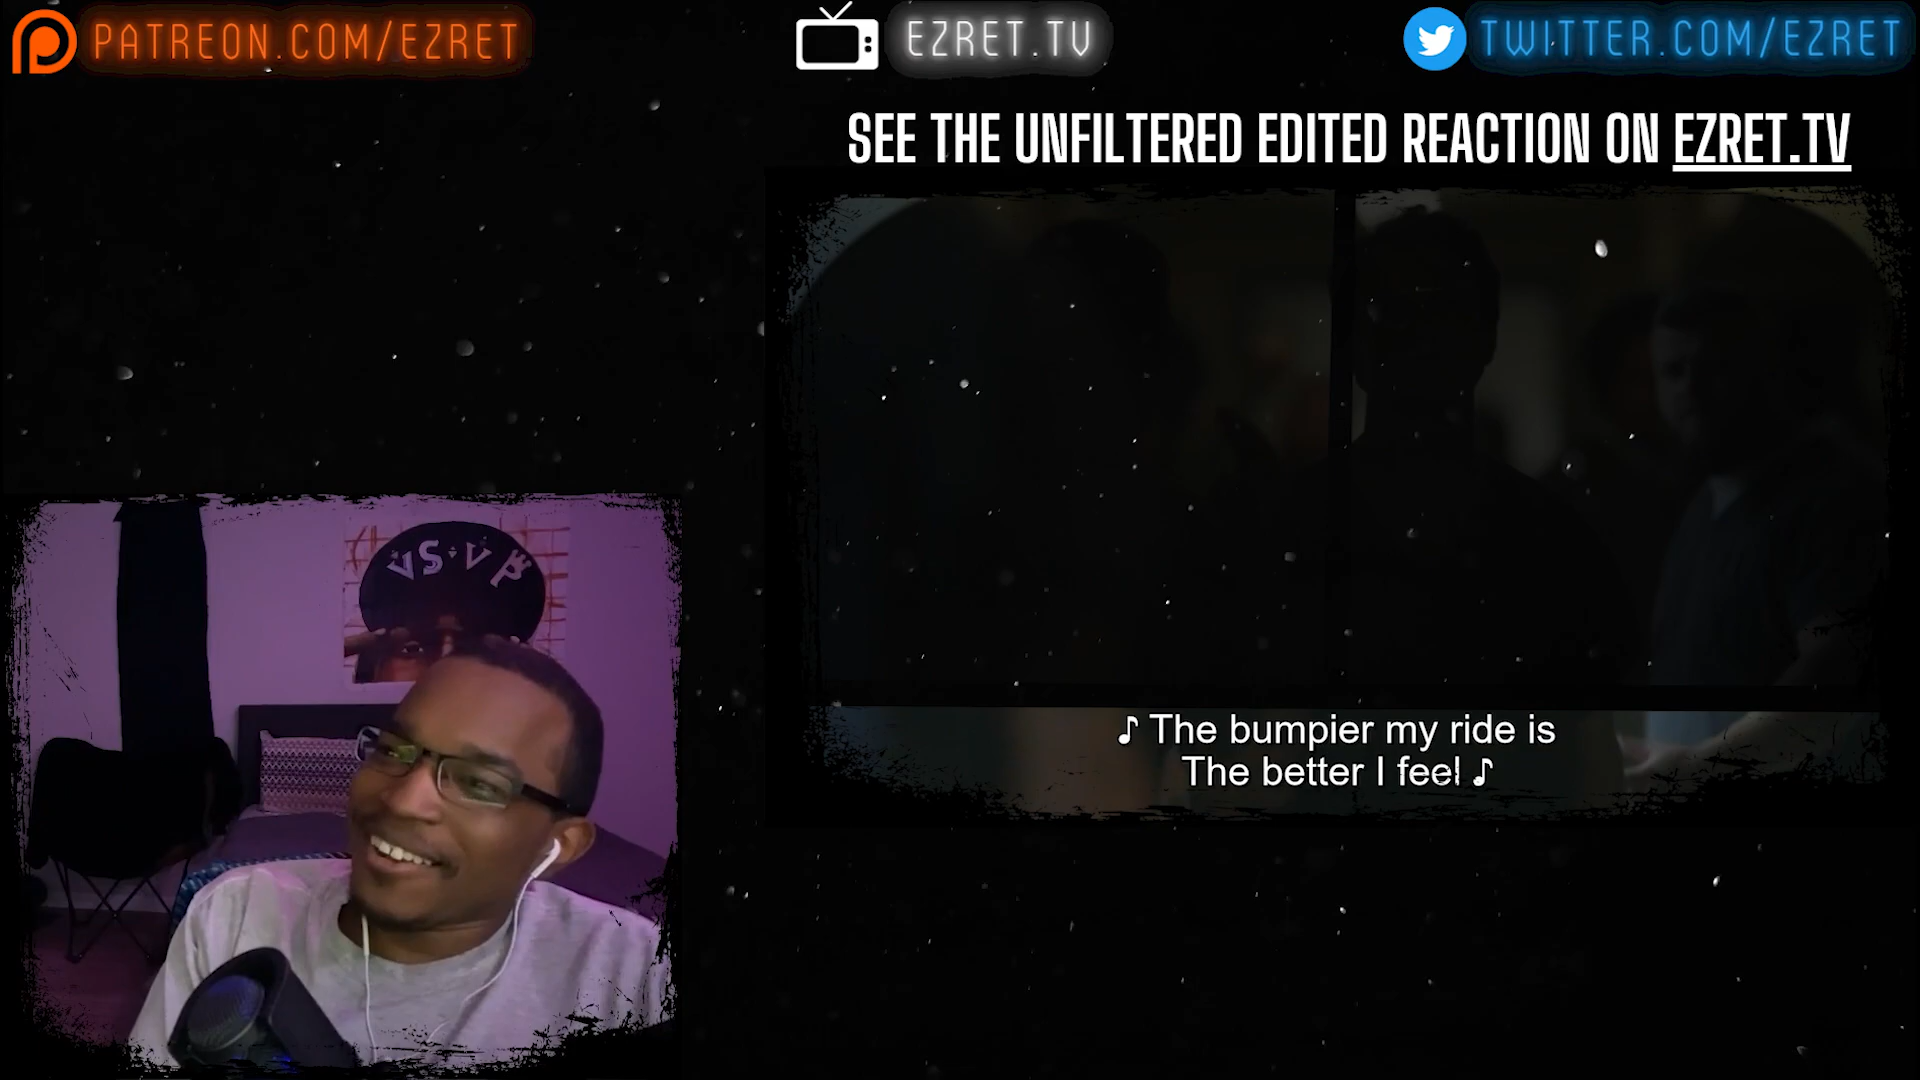 PATREON.COM/EZRET
EZRET.TV
TWITTER.COM/EZRET
SEE THE UNFILTERED EDITED REACTION ON EZRET.TV
VSVP
♪ The bumpier my ride is
The better I feel ♪